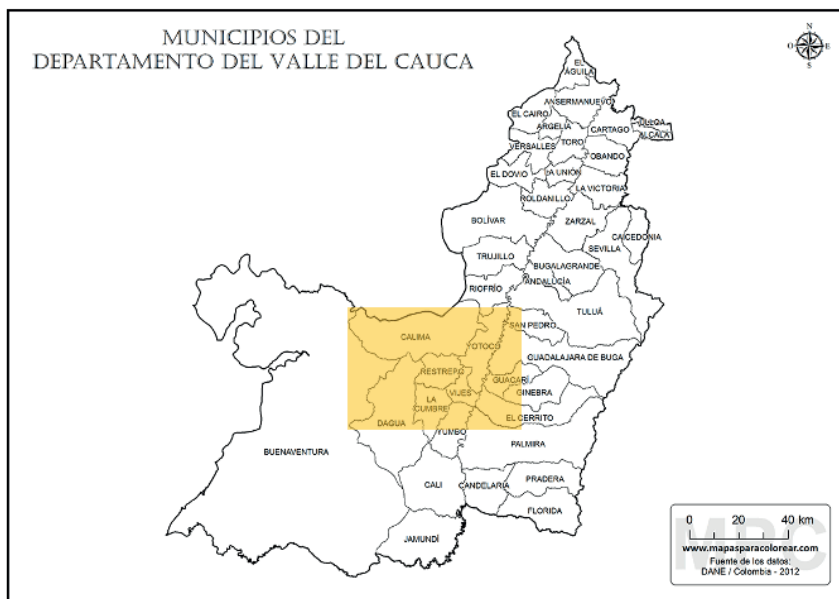 MUNICIPIOS DEL
DEPARTAMENTO DEL VALLE DEL CAUCA
N
O
E
S
EL
ÁGUILA
ANSERMANUEVO
EL CAIRO
ARGELIA
CARTAGO
ULLOA
ALCALÁ
VERSALLES
TORO
OBANDO
EL DOVIO
LA UNIÓN
LA VICTORIA
ROLDANILLO
BOLÍVAR
ZARZAL
CAICEDONIA
SEVILLA
TRUJILLO
BUGALAGRANDE
ANDALUCÍA
RIOFRÍO
TULUÁ
SAN PEDRO
CALIMA
YOTOCO
GUADALAJARA DE BUGA
RESTREPO
GUACARÍ
VIJES
GINEBRA
LA
CUMBRE
EL CERRITO
DAGUA
YUMBO
PALMIRA
BUENAVENTURA
CALI
CANDELARIA
PRADERA
FLORIDA
JAMUNDÍ
0 20 40 km
MPC
www.mapasparacolorear.com
Fuente de los datos:
DANE / Colombia - 2012